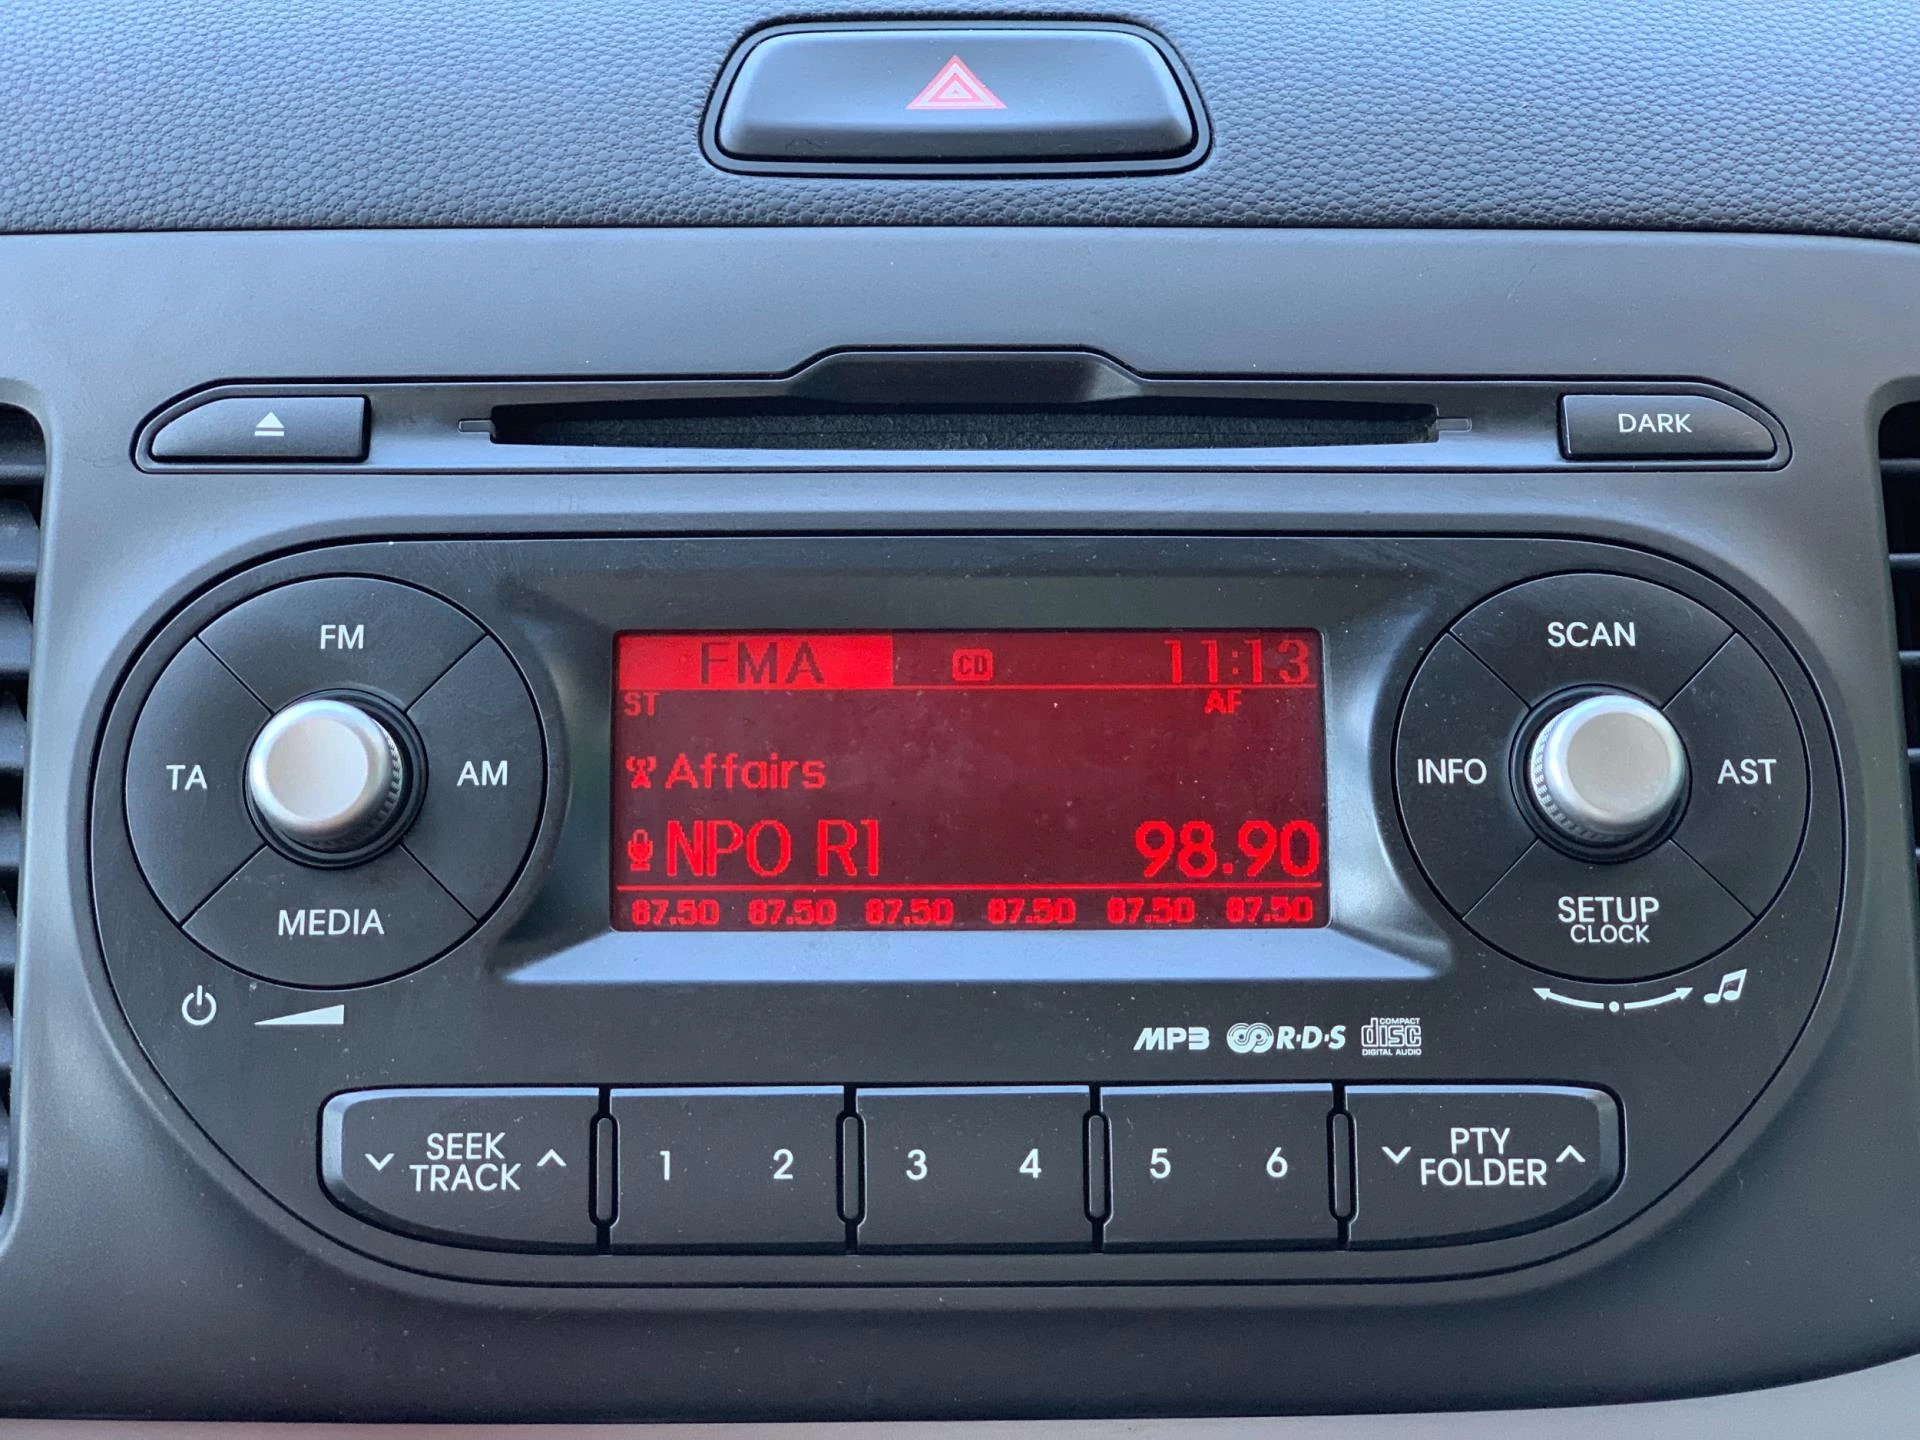 DARK
FM
TA
AM
MEDIA
FMA CD 11:13
ST AF
Affairs
NPO R1 98.90
87.50 87.50 87.50 87.50 87.50 87.50
SCAN
INFO
AST
SETUP
CLOCK
MP3 R·D·S COMPACT disc DIGITAL AUDIO
SEEK
TRACK
1 2 3 4 5 6
PTY
FOLDER